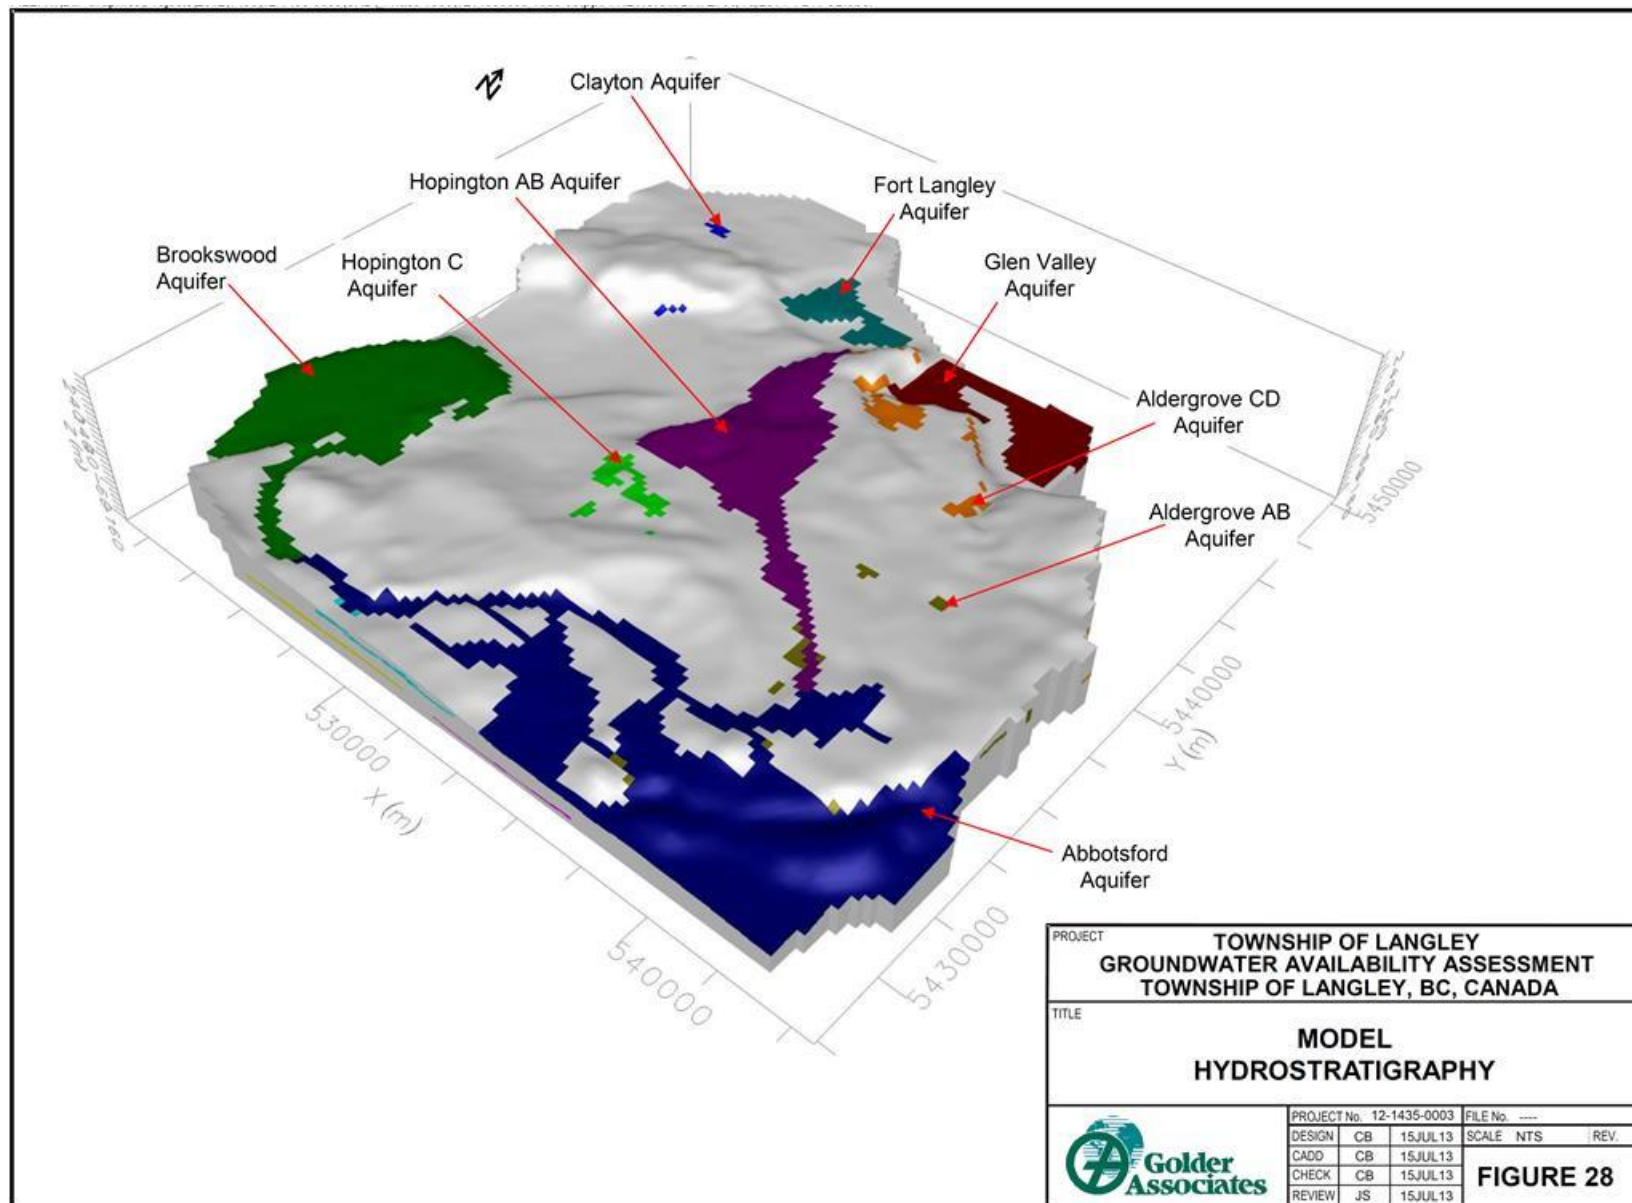 Clayton Aquifer
Hopington AB Aquifer
Fort Langley
Aquifer
Brookswood
Aquifer
Hopington C
Aquifer
Glen Valley
Aquifer
Aldergrove CD
Aquifer
Aldergrove AB
Aquifer
Abbotsford
Aquifer
N
530000
X (m)
540000
5430000
Y (m)
5440000
5450000
PROJECT
TOWNSHIP OF LANGLEY
GROUNDWATER AVAILABILITY ASSESSMENT
TOWNSHIP OF LANGLEY, BC, CANADA
TITLE
MODEL
HYDROSTRATIGRAPHY
Golder
Associates
PROJECT No. 12-1435-0003 FILE No. ----
DESIGN CB 15JUL13 SCALE NTS REV.
CADD CB 15JUL13
CHECK CB 15JUL13
REVIEW JS 15JUL13
FIGURE 28